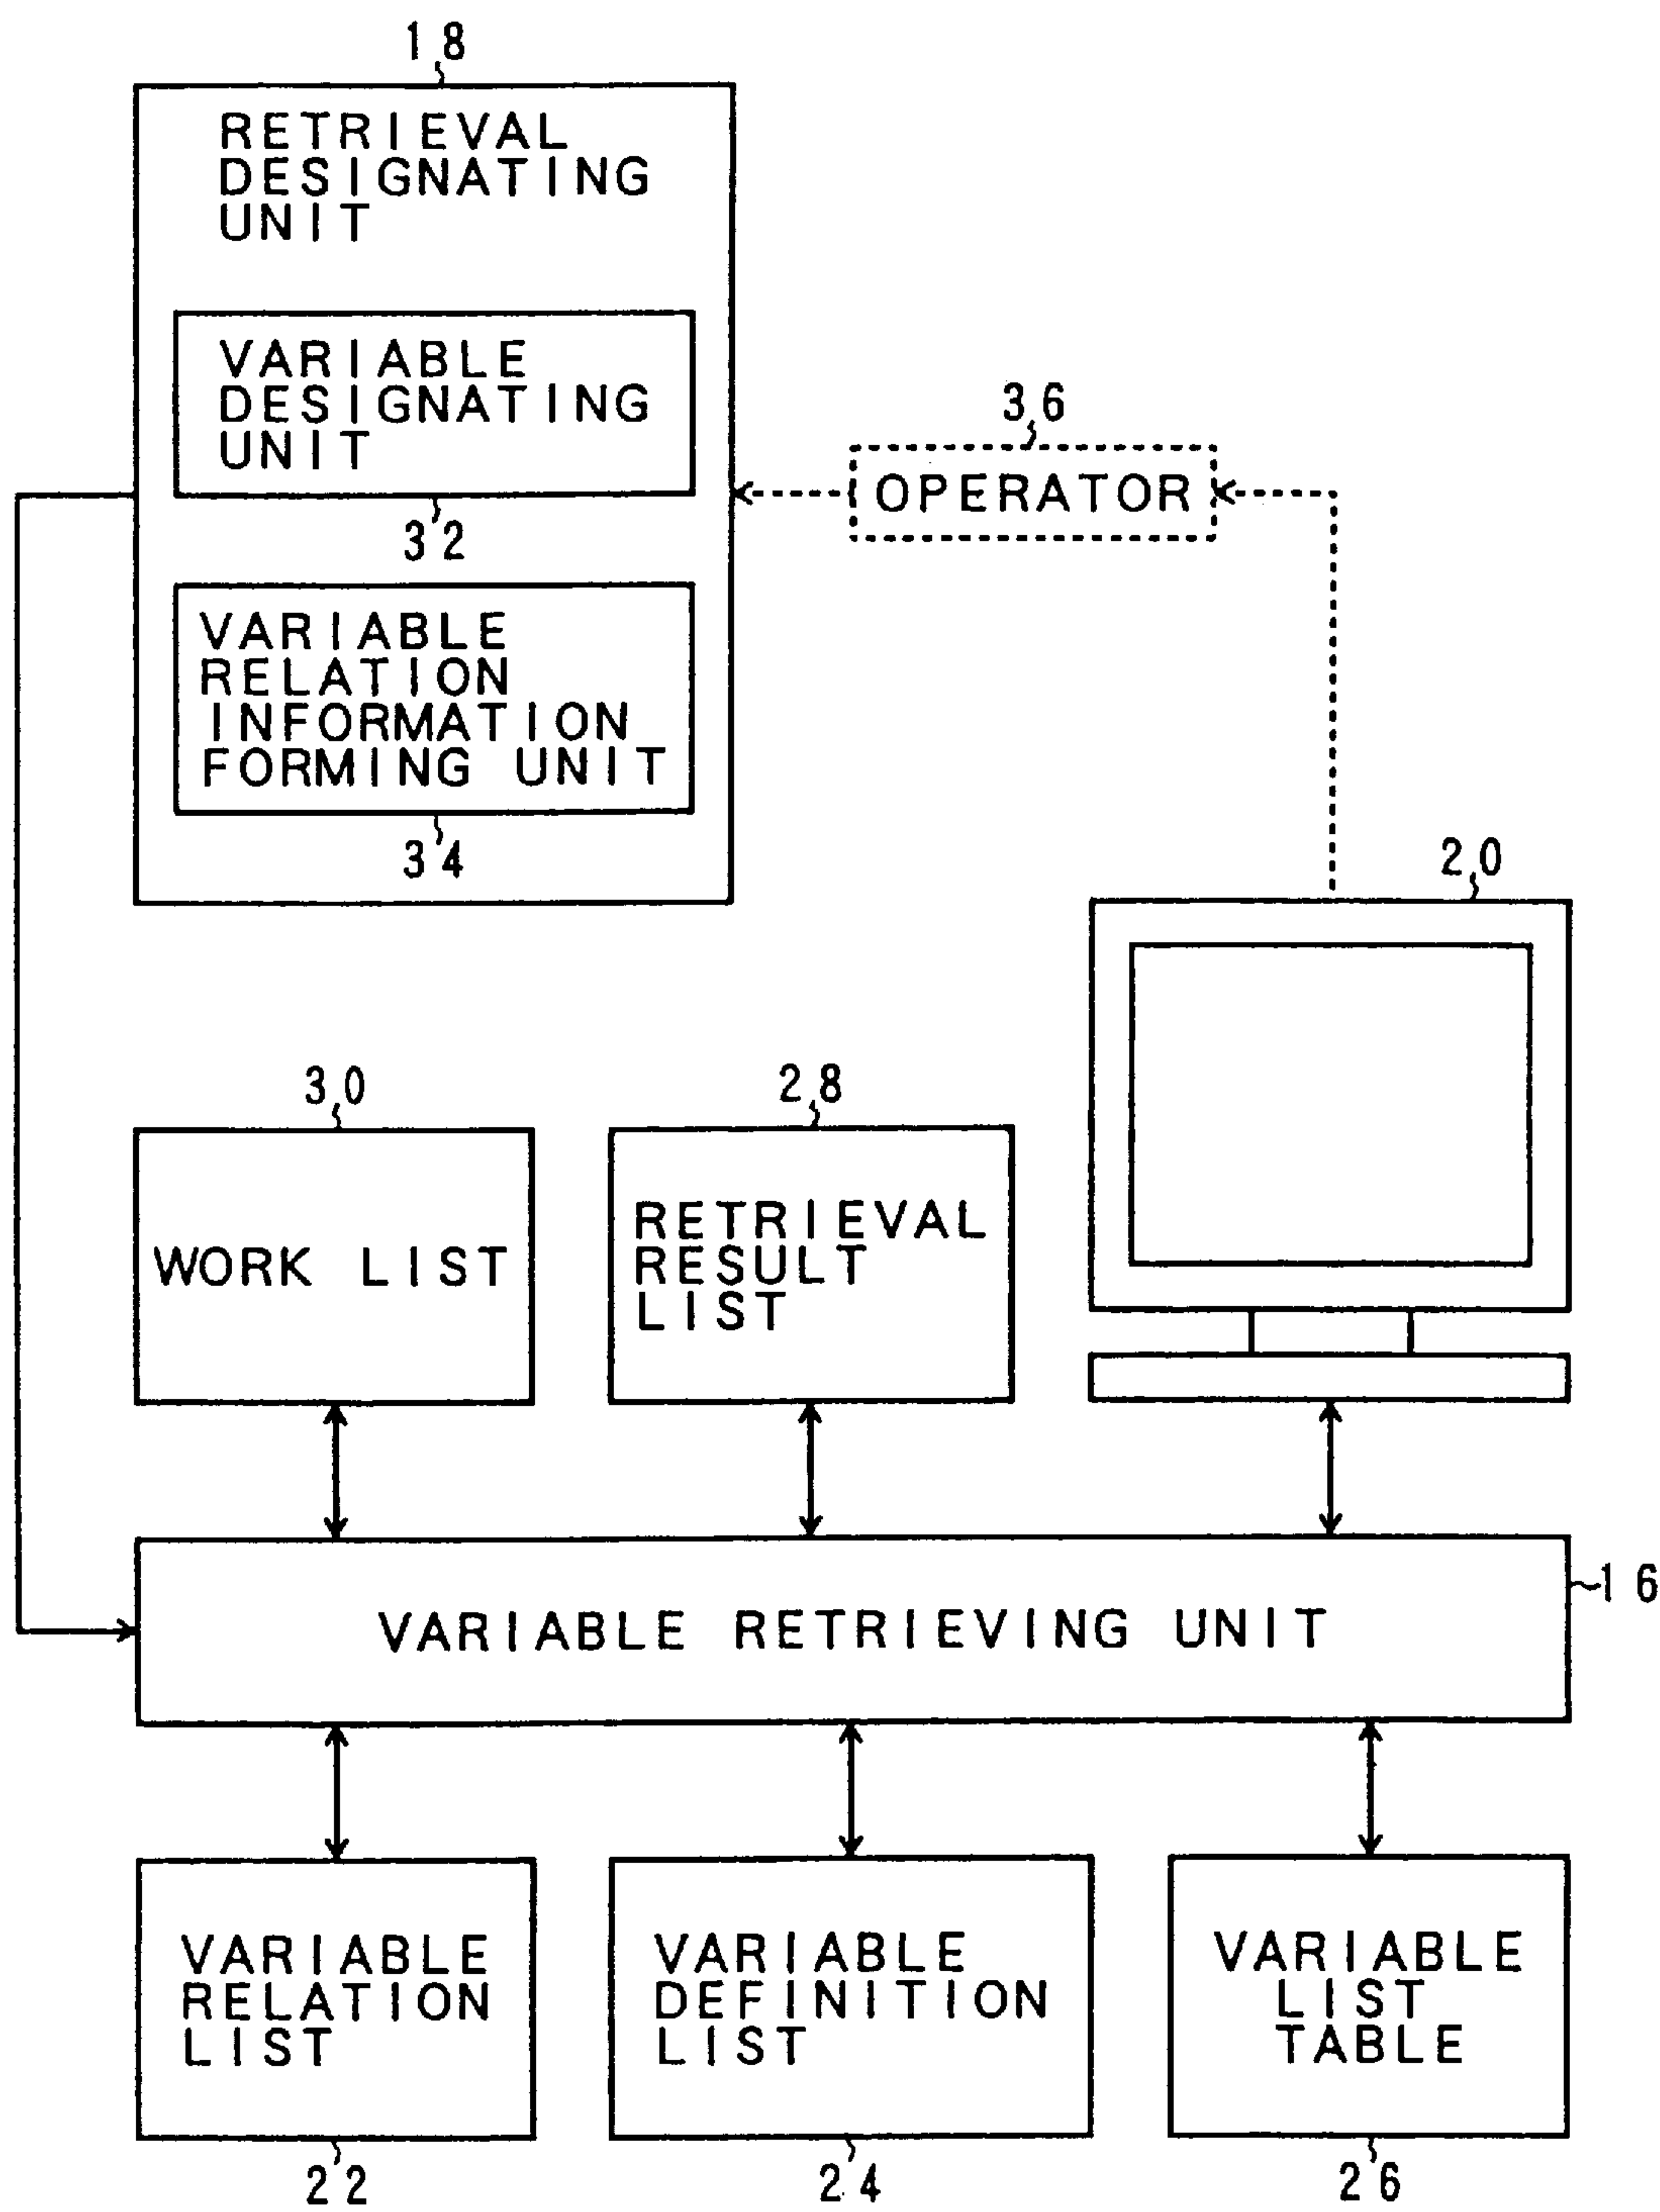 18
RETRIEVAL
DESIGNATING
UNIT
VARIABLE
DESIGNATING
UNIT
32
VARIABLE
RELATION
INFORMATION
FORMING UNIT
34
36
OPERATOR
20
30
WORK LIST
28
RETRIEVAL
RESULT
LIST
VARIABLE RETRIEVING UNIT
16
VARIABLE
RELATION
LIST
22
VARIABLE
DEFINITION
LIST
24
VARIABLE
LIST
TABLE
26